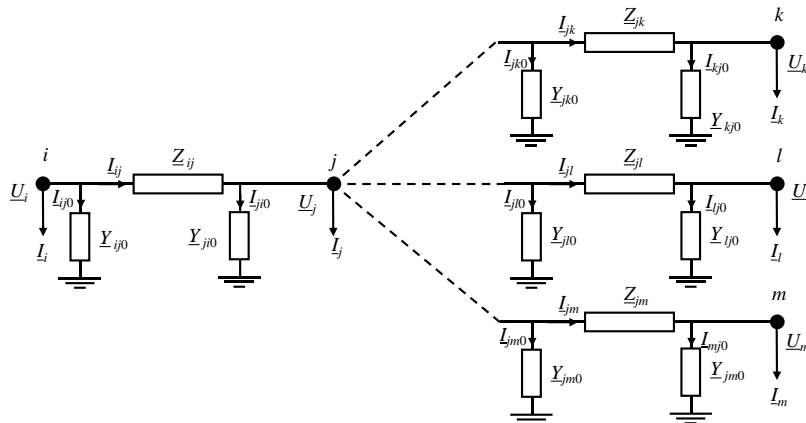 k
I_jk
Z_jk
I_jk0
I_kj0
U_k
Y_jk0
Y_kj0
I_k
i
I_ij
Z_ij
j
I_jl
Z_jl
l
U_i
I_ij0
I_ji0
U_j
I_jl0
I_lj0
U
I_i
Y_ij0
Y_ji0
I_j
Y_jl0
Y_lj0
I_l
I_jm
Z_jm
m
I_jm0
I_mj0
U_m
Y_jm0
Y_jm0
I_m